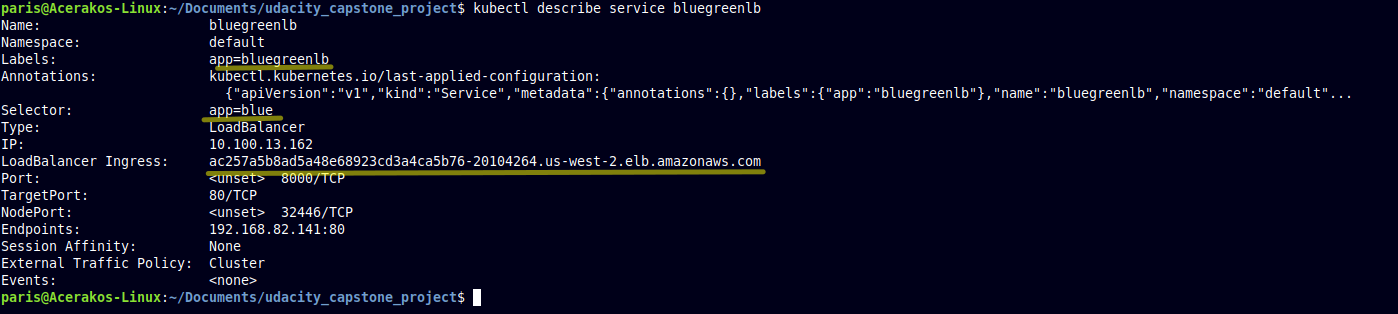 paris@Acerakos-Linux:~/Documents/udacity_capstone_project$ kubectl describe service bluegreenlb
Name:                     bluegreenlb
Namespace:                default
Labels:                   app=bluegreenlb
Annotations:              kubectl.kubernetes.io/last-applied-configuration:
                            {"apiVersion":"v1","kind":"Service","metadata":{"annotations":{},"labels":{"app":"bluegreenlb"},"name":"bluegreenlb","namespace":"default"...
Selector:                 app=blue
Type:                     LoadBalancer
IP:                       10.100.13.162
LoadBalancer Ingress:     ac257a5b8ad5a48e68923cd3a4ca5b76-20104264.us-west-2.elb.amazonaws.com
Port:                     <unset>  8000/TCP
TargetPort:               80/TCP
NodePort:                 <unset>  32446/TCP
Endpoints:                192.168.82.141:80
Session Affinity:         None
External Traffic Policy:  Cluster
Events:                   <none>
paris@Acerakos-Linux:~/Documents/udacity_capstone_project$